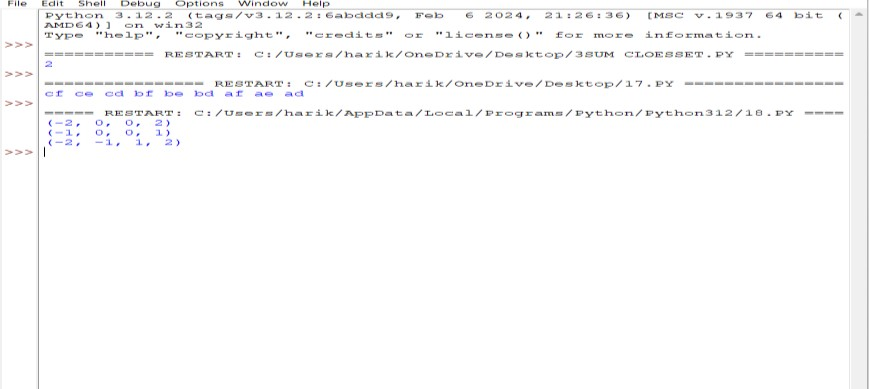 File Edit Shell Debug Options Window Help
Python 3.12.2 (tags/v3.12.2:6abddd9, Feb  6 2024, 21:26:36) [MSC v.1937 64 bit (
AMD64)] on win32
Type "help", "copyright", "credits" or "license()" for more information.
>>>
=========== RESTART: C:/Users/harik/OneDrive/Desktop/3SUM CLOESSET.PY ==========
2
>>>
================ RESTART: C:/Users/harik/OneDrive/Desktop/17.PY ================
cf ce cd bf be bd af ae ad
>>>
===== RESTART: C:/Users/harik/AppData/Local/Programs/Python/Python312/18.PY ====
(-2, 0, 0, 2)
(-1, 0, 0, 1)
(-2, -1, 1, 2)
>>>